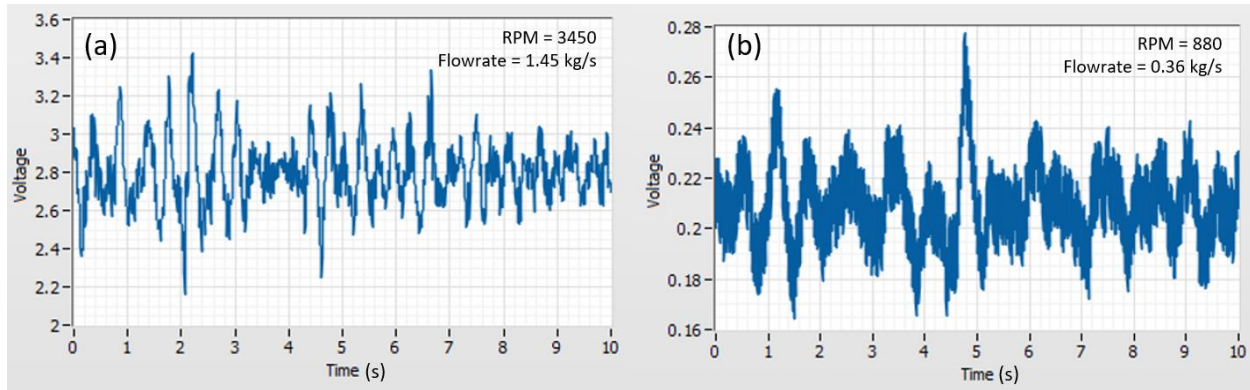 (a)
RPM = 3450
Flowrate = 1.45 kg/s
3.6
3.4
3.2
3
2.8
2.6
2.4
2.2
2
Voltage
0 1 2 3 4 5 6 7 8 9 10
Time (s)
(b)
RPM = 880
Flowrate = 0.36 kg/s
0.28
0.26
0.24
0.22
0.2
0.18
0.16
Voltage
0 1 2 3 4 5 6 7 8 9 10
Time (s)